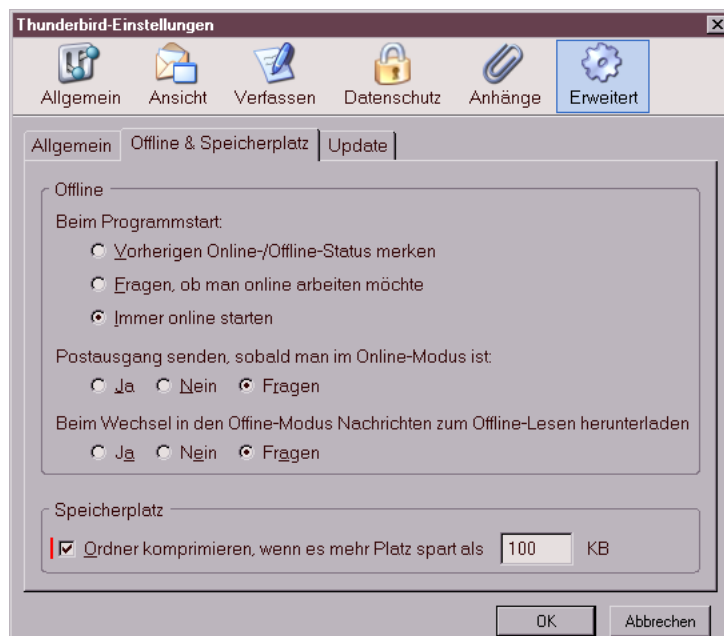 Thunderbird-Einstellungen
Allgemein Ansicht Verfassen Datenschutz Anhänge Erweitert
Allgemein Offline & Speicherplatz Update
Offline
Beim Programmstart:
Vorherigen Online-/Offline-Status merken
Fragen, ob man online arbeiten möchte
Immer online starten
Postausgang senden, sobald man im Online-Modus ist:
Ja Nein Fragen
Beim Wechsel in den Offine-Modus Nachrichten zum Offline-Lesen herunterladen
Ja Nein Fragen
Speicherplatz
Ordner komprimieren, wenn es mehr Platz spart als 100 KB
OK Abbrechen